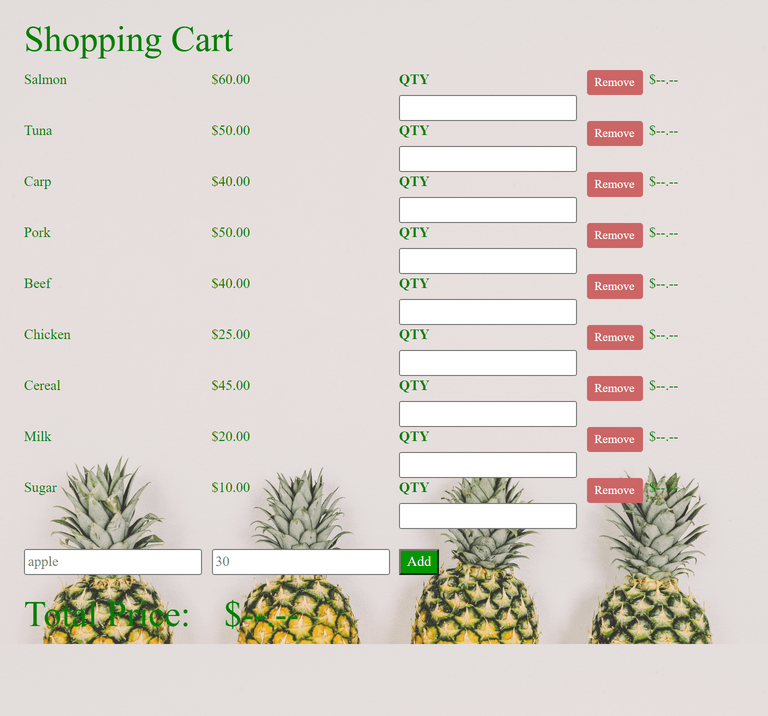 Shopping Cart
Salmon $60.00 QTY Remove $--.--
Tuna $50.00 QTY Remove $--.--
Carp $40.00 QTY Remove $--.--
Pork $50.00 QTY Remove $--.--
Beef $40.00 QTY Remove $--.--
Chicken $25.00 QTY Remove $--.--
Cereal $45.00 QTY Remove $--.--
Milk $20.00 QTY Remove $--.--
Sugar $10.00 QTY Remove $--.--
apple 30 Add
Total Price: $--.--